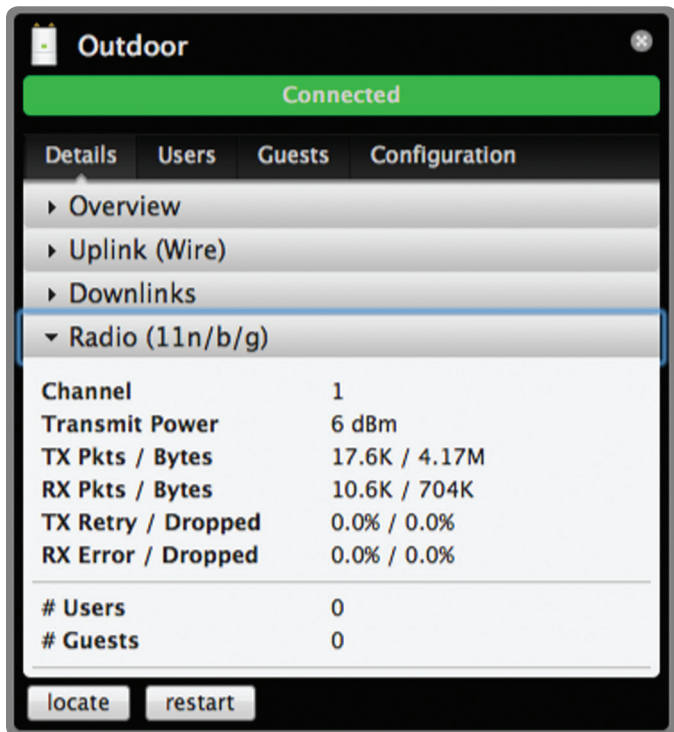 Outdoor
Connected
Details Users Guests Configuration
Overview
Uplink (Wire)
Downlinks
Radio (11n/b/g)
Channel 1
Transmit Power 6 dBm
TX Pkts / Bytes 17.6K / 4.17M
RX Pkts / Bytes 10.6K / 704K
TX Retry / Dropped 0.0% / 0.0%
RX Error / Dropped 0.0% / 0.0%
# Users 0
# Guests 0
locate restart